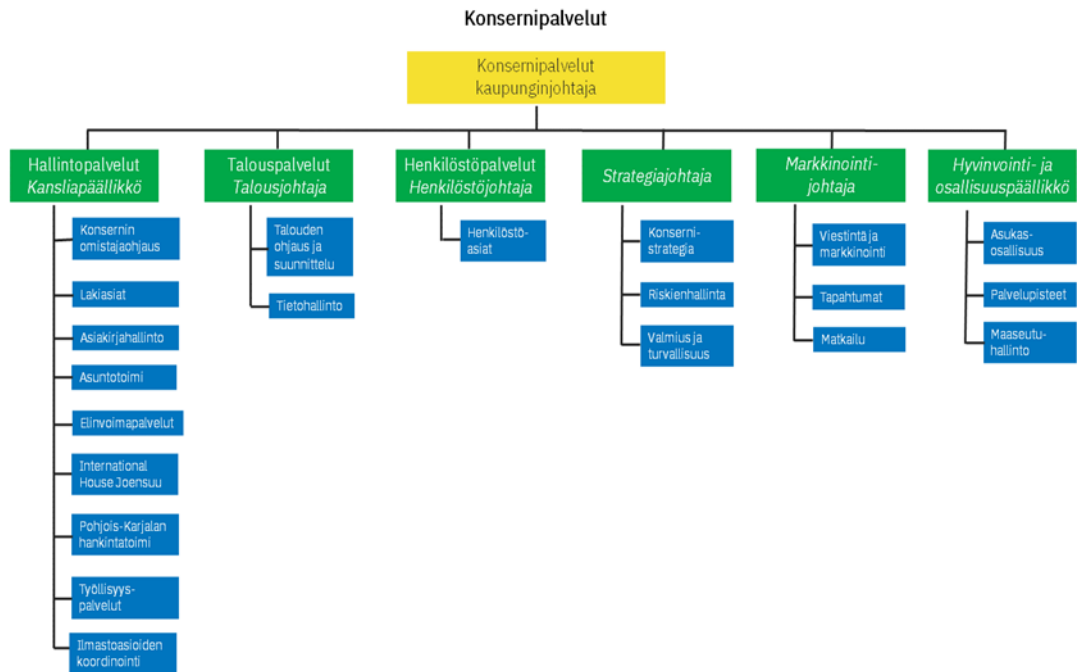 Konsernipalvelut
Konsernipalvelut
kaupunginjohtaja
Hallintopalvelut
Kansliapäällikkö
Konsernin
omistajaohjaus
Lakiasiat
Asiakirjahallinto
Asuntotoimi
Elinvoimapalvelut
International
House Joensuu
Pohjois-Karjalan
hankintatoimi
Työllisyys-
palvelut
Ilmastoasioiden
koordinointi
Talouspalvelut
Talousjohtaja
Talouden
ohjaus ja
suunnittelu
Tietohallinto
Henkilöstöpalvelut
Henkilöstöjohtaja
Henkilöstö-
asiat
Strategiajohtaja
Konserni-
strategia
Riskienhallinta
Valmius ja
turvallisuus
Markkinointi-
johtaja
Viestintä ja
markkinointi
Tapahtumat
Matkailu
Hyvinvointi- ja
osallisuuspäällikkö
Asukas-
osallisuus
Palvelupisteet
Maaseutu-
hallinto